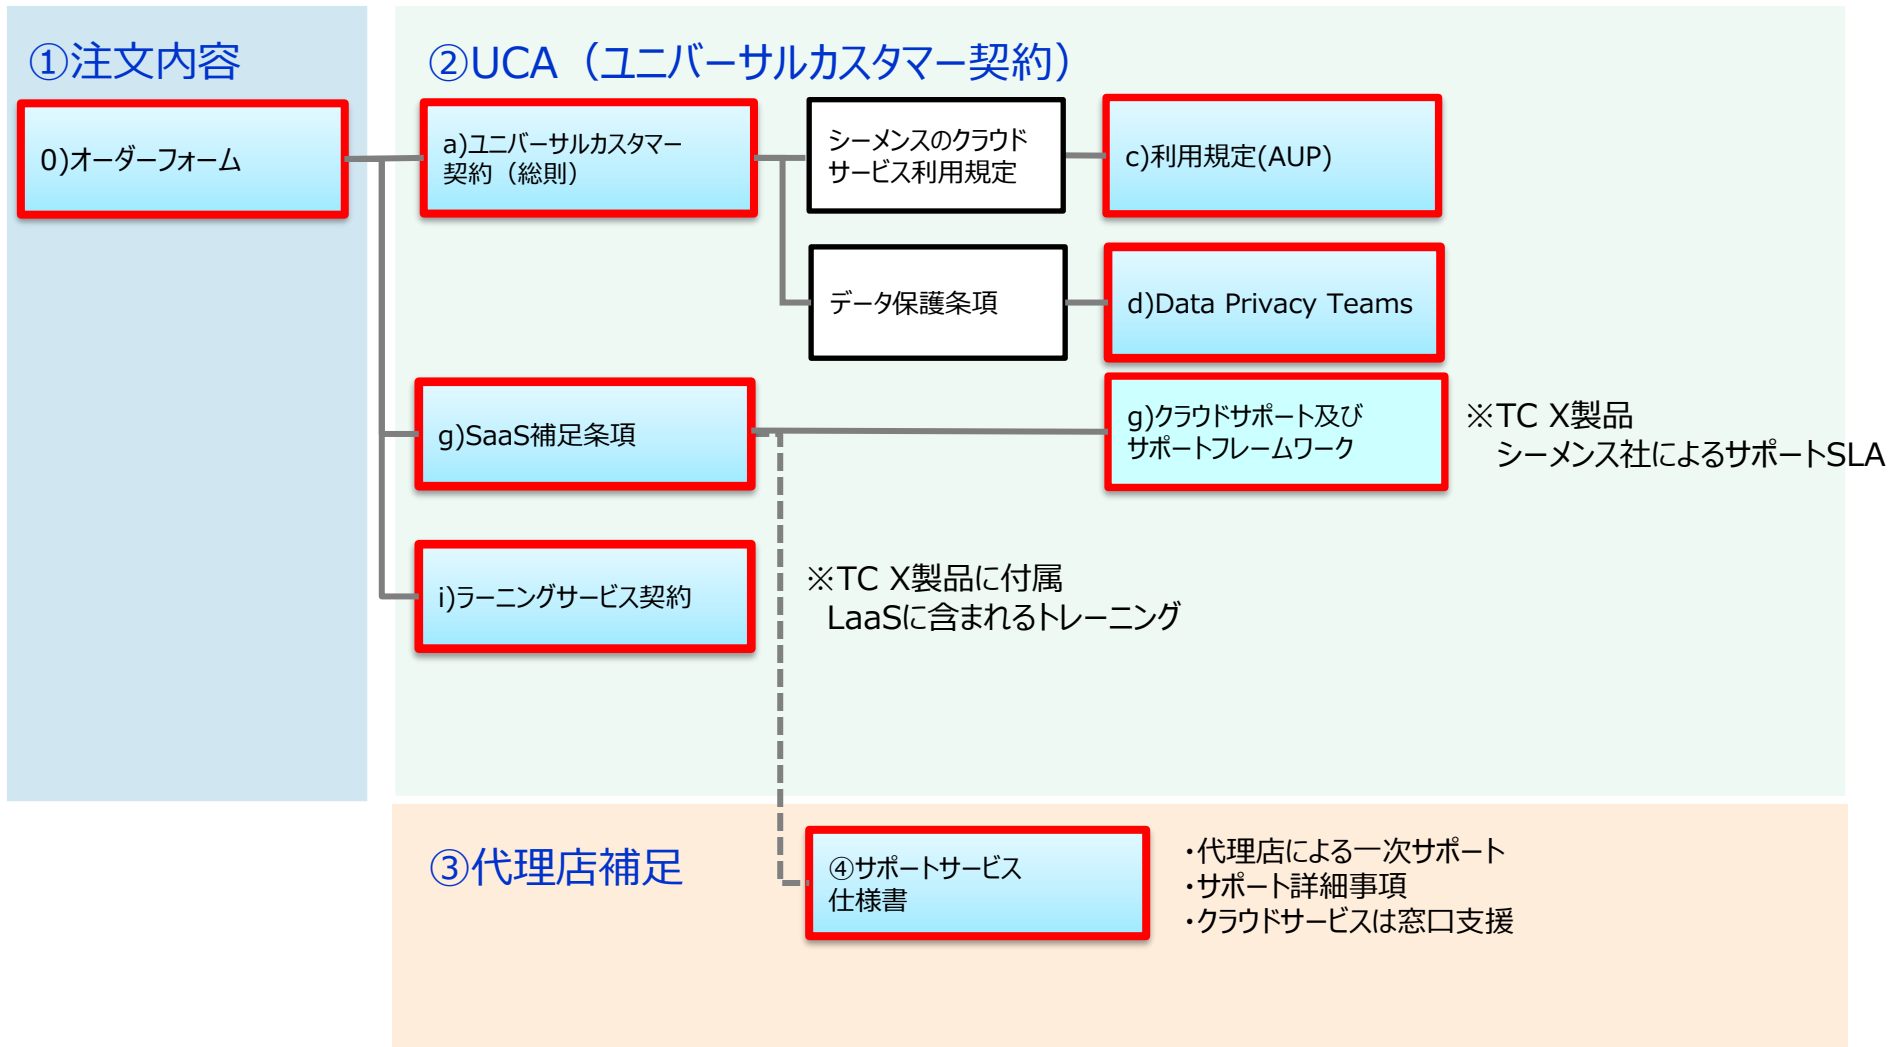 ①注文内容
0)オーダーフォーム
②UCA（ユニバーサルカスタマー契約）
a)ユニバーサルカスタマー
契約（総則）
シーメンスのクラウド
サービス利用規定
c)利用規定(AUP)
データ保護条項
d)Data Privacy Teams
g)SaaS補足条項
g)クラウドサポート及び
サポートフレームワーク
※TC X製品
シーメンス社によるサポートSLA
i)ラーニングサービス契約
※TC X製品に付属
LaaSに含まれるトレーニング
③代理店補足
④サポートサービス
仕様書
・代理店による一次サポート
・サポート詳細事項
・クラウドサービスは窓口支援